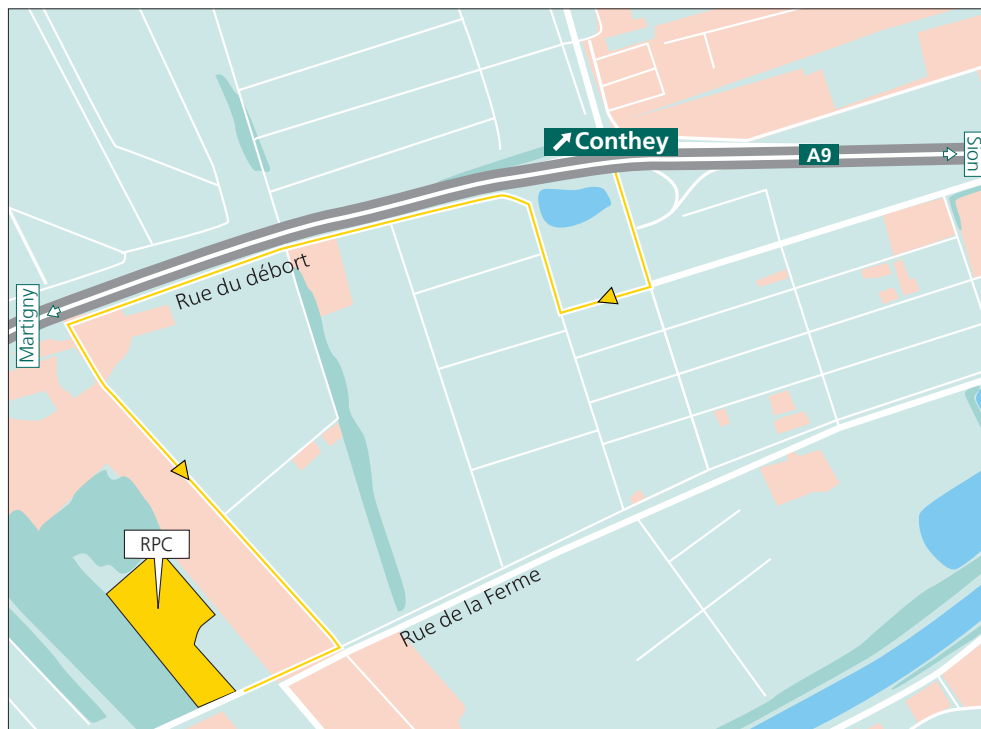 Conthey
A9
Sion
Rue du débort
Martigny
RPC
Rue de la Ferme